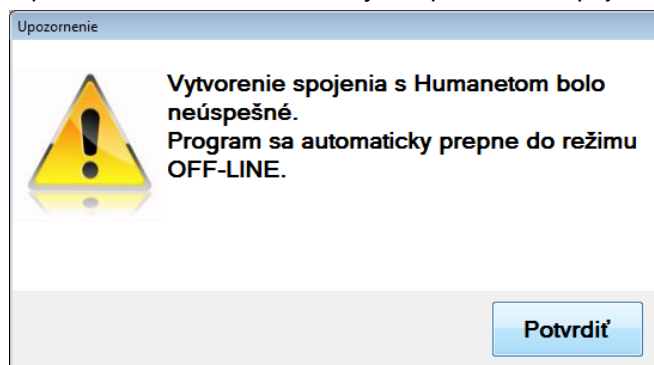 Upozornenie
Vytvorenie spojenia s Humanetom bolo
neúspešné.
Program sa automaticky prepne do režimu
OFF-LINE.
Potvrdiť